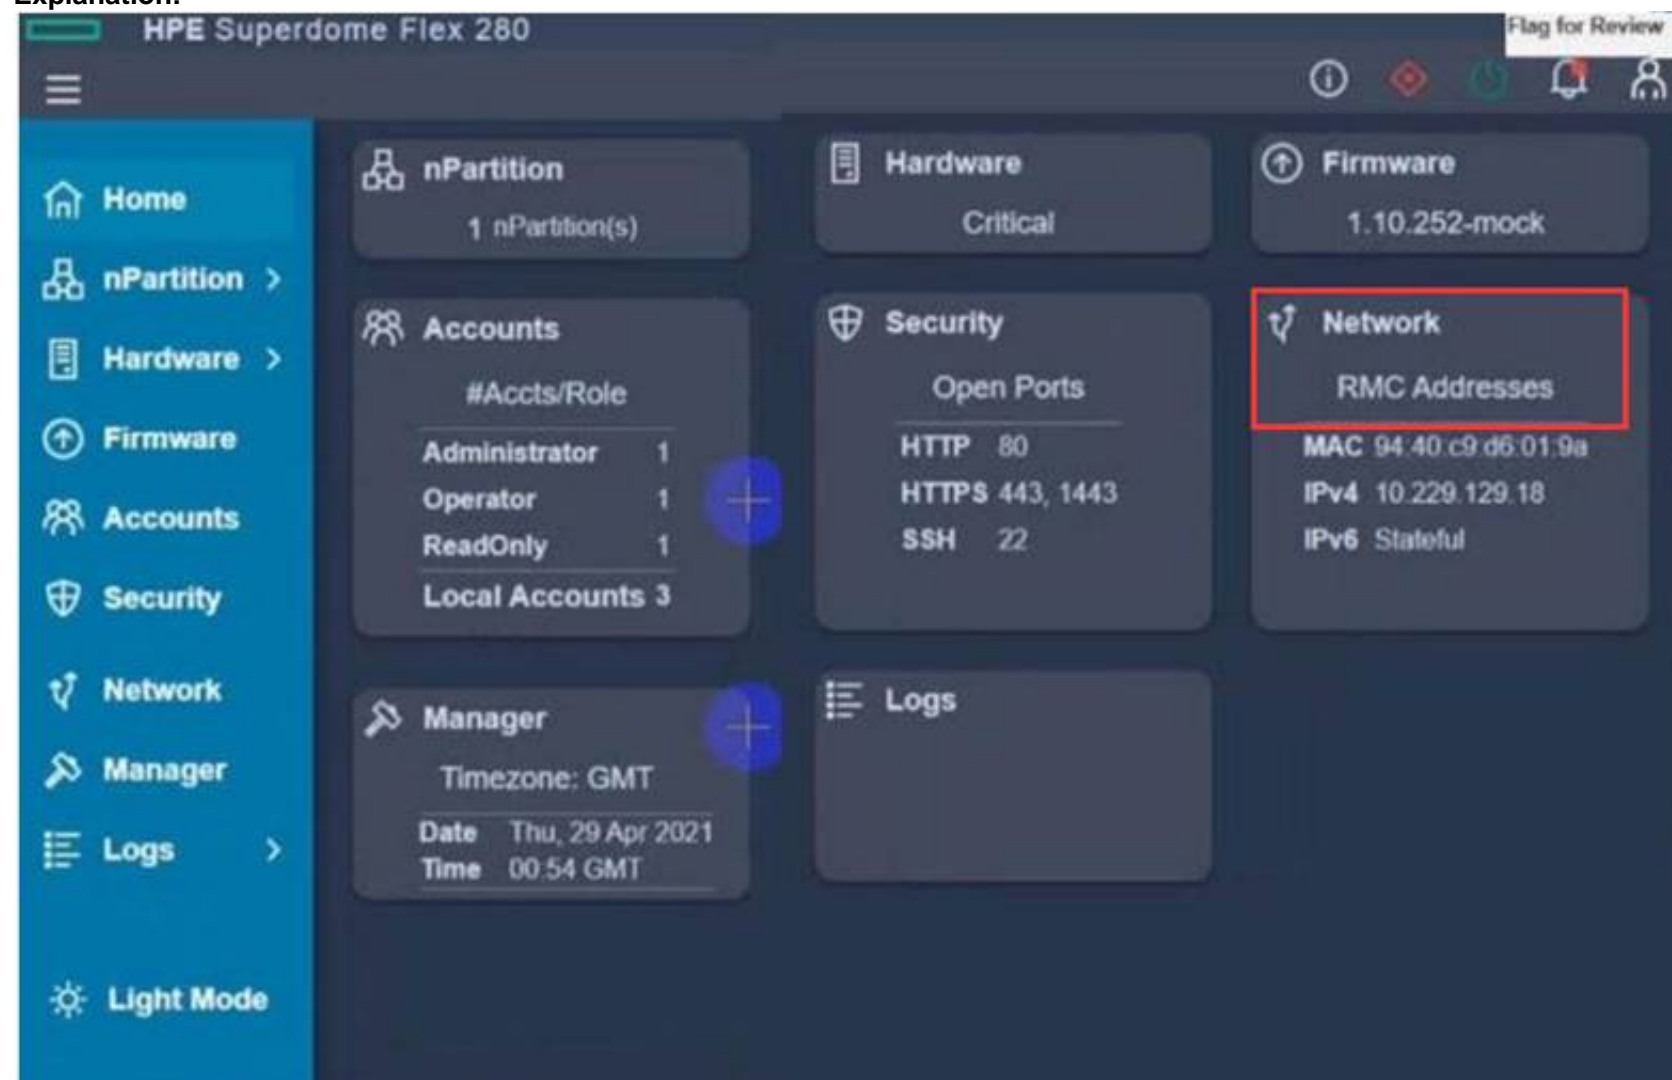 Explanation:
HPE Superdome Flex 280
Flag for Review
Home
nPartition
Hardware
Firmware
Accounts
Security
Network
Manager
Logs
Light Mode
nPartition
1 nPartition(s)
Hardware
Critical
Firmware
1.10.252-mock
Accounts
#Accts/Role
Administrator 1
Operator 1
ReadOnly 1
Local Accounts 3
Security
Open Ports
HTTP 80
HTTPS 443, 1443
SSH 22
Network
RMC Addresses
MAC 94:40:c9:d6:01:9a
IPv4 10.229.129.18
IPv6 Stateful
Manager
Timezone: GMT
Date Thu, 29 Apr 2021
Time 00:54 GMT
Logs